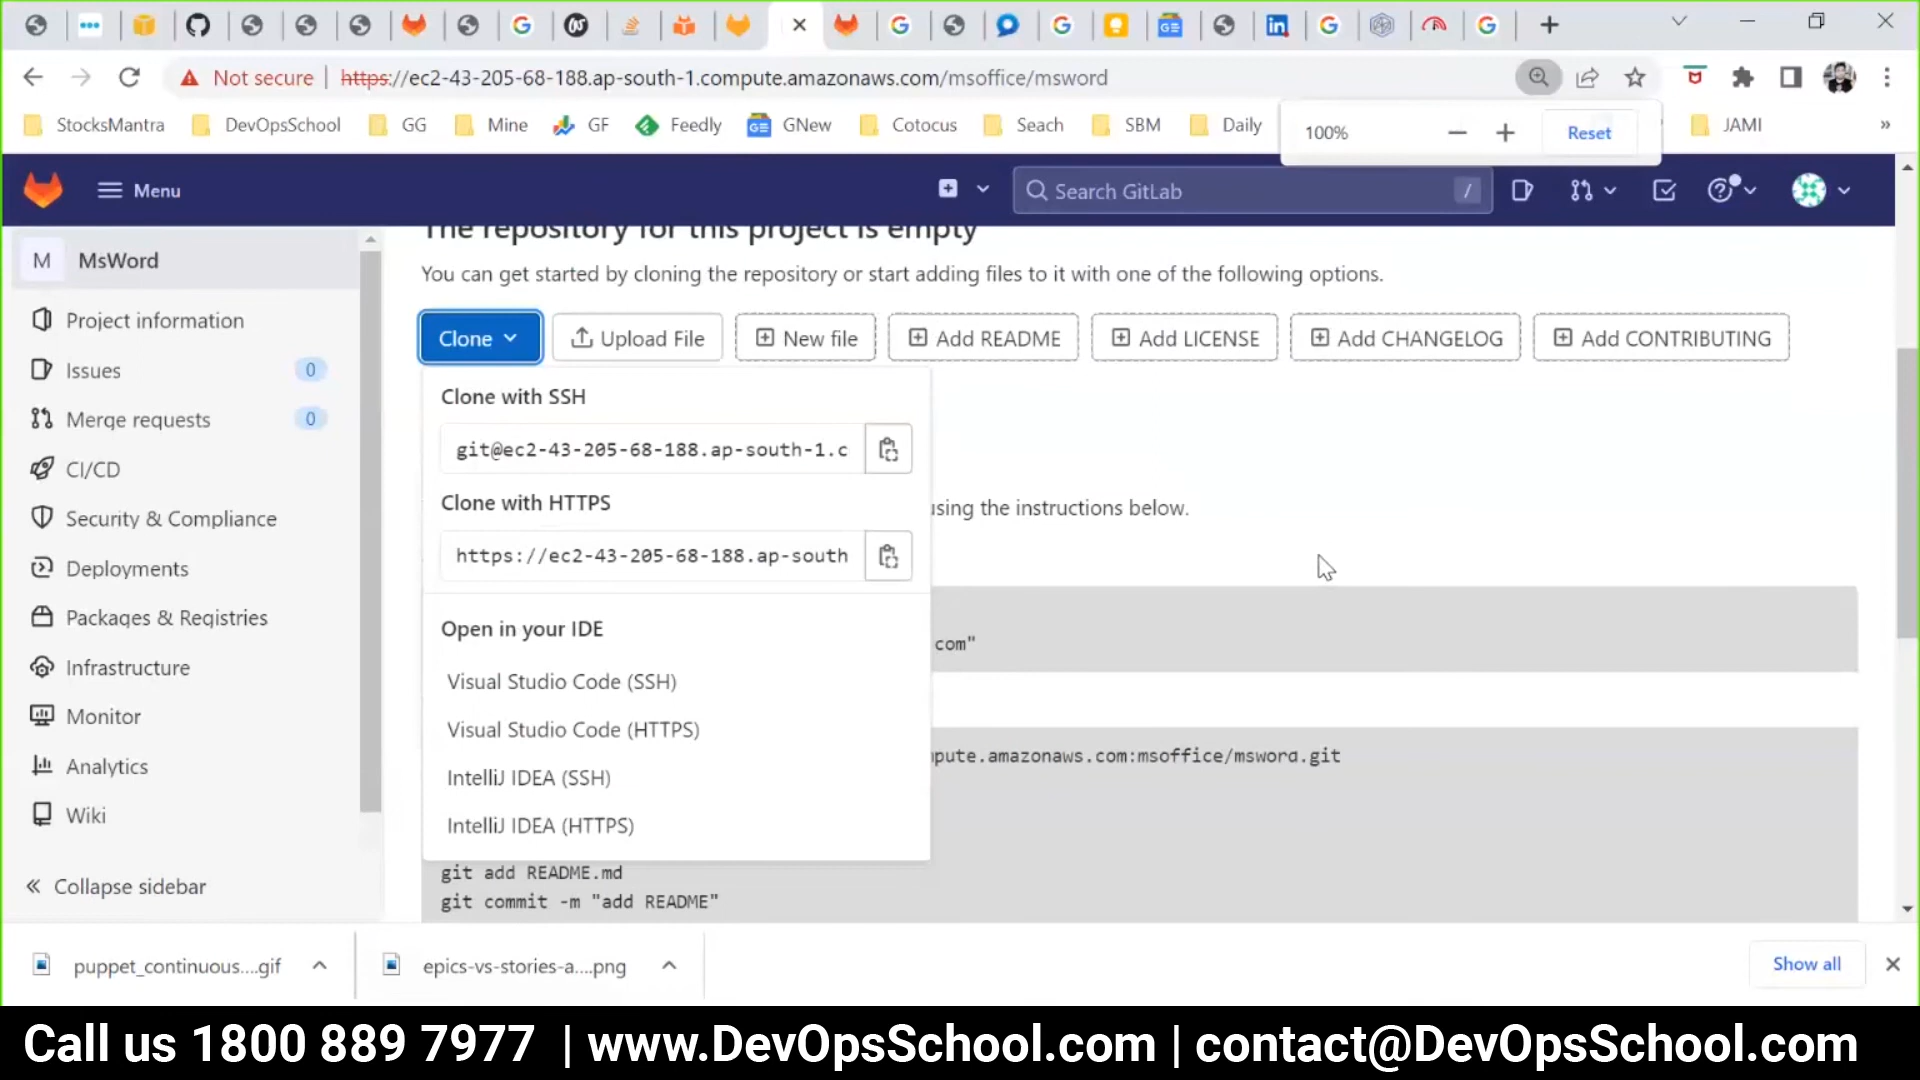 Not secure | https://ec2-43-205-68-188.ap-south-1.compute.amazonaws.com/msoffice/msword
StocksMantra DevOpsSchool GG Mine GF Feedly GNew Cotocus Seach SBM Daily JAMI »
100% − + Reset
Menu
Search GitLab /
M MsWord
Project information
Issues 0
Merge requests 0
CI/CD
Security & Compliance
Deployments
Packages & Registries
Infrastructure
Monitor
Analytics
Wiki
Collapse sidebar
The repository for this project is empty
You can get started by cloning the repository or start adding files to it with one of the following options.
Clone Upload File New file Add README Add LICENSE Add CHANGELOG Add CONTRIBUTING
Clone with SSH
git@ec2-43-205-68-188.ap-south-1.c
Clone with HTTPS
using the instructions below.
https://ec2-43-205-68-188.ap-south
Open in your IDE
com"
Visual Studio Code (SSH)
Visual Studio Code (HTTPS)
pute.amazonaws.com:msoffice/msword.git
IntelliJ IDEA (SSH)
IntelliJ IDEA (HTTPS)
git add README.md
git commit -m "add README"
puppet_continuous....gif epics-vs-stories-a....png Show all
Call us 1800 889 7977 | www.DevOpsSchool.com | contact@DevOpsSchool.com